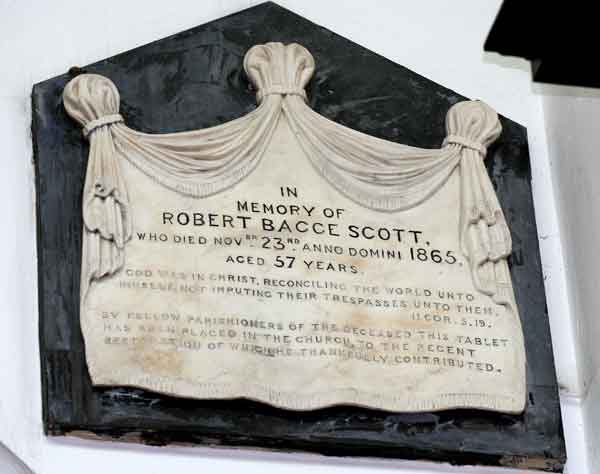 IN
MEMORY OF
ROBERT BACCE SCOTT,
WHO DIED NOVBR 23RD ANNO DOMINI 1865,
AGED 57 YEARS.
GOD WAS IN CHRIST, RECONCILING THE WORLD UNTO
HIMSELF, NOT IMPUTING THEIR TRESPASSES UNTO THEM,
II COR. 5. 19.
BY FELLOW PARISHIONERS OF THE DECEASED THIS TABLET
HAS BEEN PLACED IN THE CHURCH, TO THE RECENT
RESTORATION OF WHICH HE THANKFULLY CONTRIBUTED.